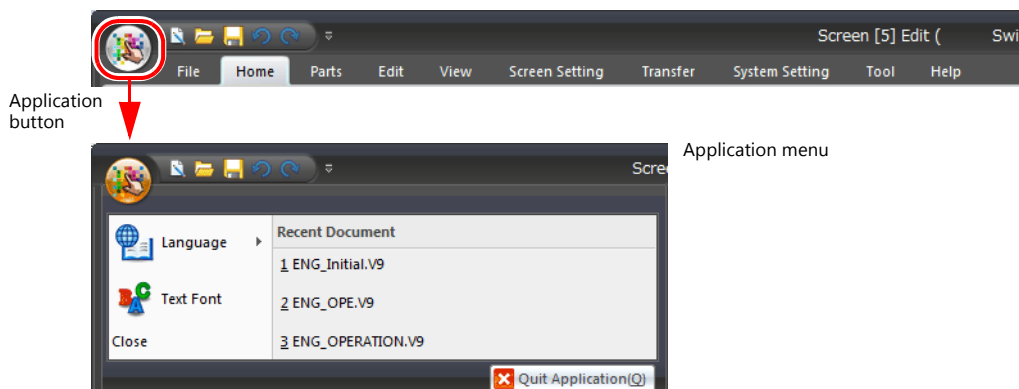 Screen [5] Edit ( Swi
File Home Parts Edit View Screen Setting Transfer System Setting Tool Help
Application
button
Application menu
Scree
Language
Recent Document
1 ENG_Initial.V9
Text Font
2 ENG_OPE.V9
Close
3 ENG_OPERATION.V9
Quit Application(Q)